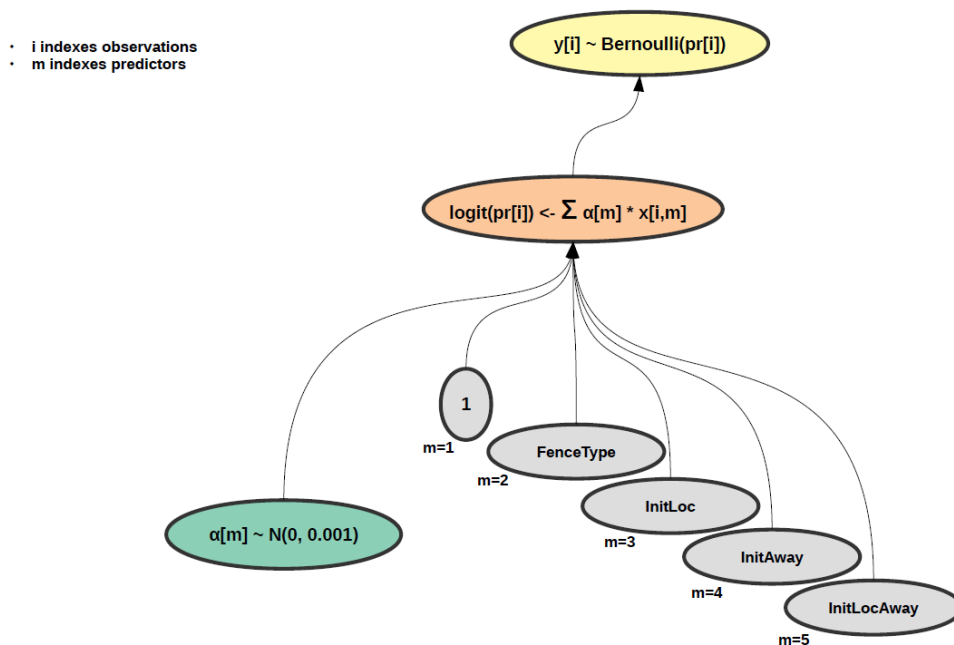 y[i] ~ Bernoulli(pr[i])
· i indexes observations
· m indexes predictors
logit(pr[i]) <- Σ α[m] * x[i,m]
1
m=1
FenceType
m=2
InitLoc
m=3
α[m] ~ N(0, 0.001)
InitAway
m=4
InitLocAway
m=5